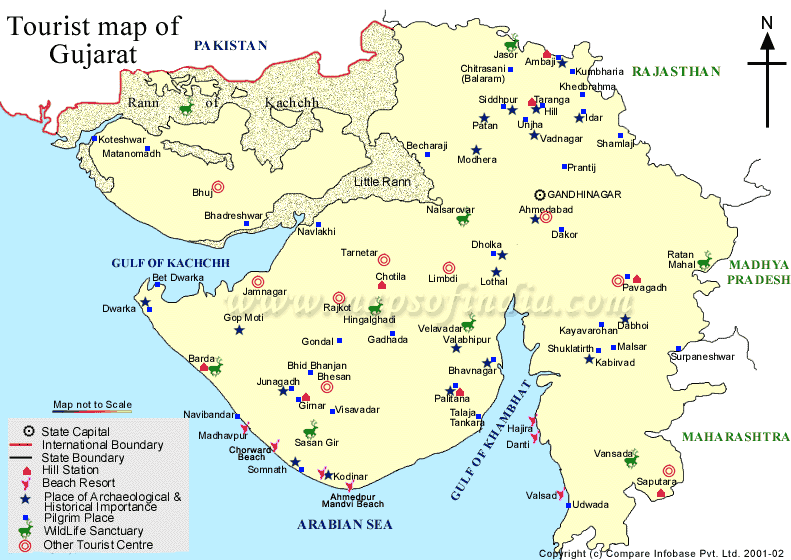 Tourist map of
Gujarat
PAKISTAN
N
RAJASTHAN
Jasor
Ambaji
Chitrasani
(Balaram)
Kumbharia
Khedbrahma
Rann of Kachchh
Siddhpur
Taranga
Hill
Patan
Unjha
Idar
Koteshwar
Matanomadh
Vadnagar
Shamlaji
Becharaji
Modhera
Prantij
Little Rann
Bhuj
GANDHINAGAR
Bhadreshwar
Nalsarovar
Ahmedabad
Navlakhi
Dakor
Dholka
Tarnetar
Ratan
Mahal
GULF OF KACHCHH
MADHYA
PRADESH
Bet Dwarka
Chotila
Limbdi
Lothal
Jamnagar
Pavagadh
www.mapsofindia.com
Dwarka
Rajkot
Hingalghadi
Gop Moti
Velavadar
Kayavarohan
Dabhoi
Gondal
Gadhada
Valabhipur
Shuklatirth
Malsar
Surpaneshwar
Barda
Kabirvad
Bhid Bhanjan
Bhesan
Bhavnagar
Junagadh
Palitana
Map not to Scale
Girnar
Visavadar
Navibandar
Talaja
Tankara
GULF OF KHAMBHAT
Madhavpur
Hajira
Danti
MAHARASHTRA
Sasan Gir
Chorward
Beach
Vansada
Somnath
Kodinar
Saputara
Ahmedpur
Mandvi Beach
Valsad
Udwada
ARABIAN SEA
State Capital
International Boundary
State Boundary
Hill Station
Beach Resort
Place of Archaeological &
Historical Importance
Pilgrim Place
WildLife Sanctuary
Other Tourist Centre
Copyright (c) Compare Infobase Pvt. Ltd. 2001-02